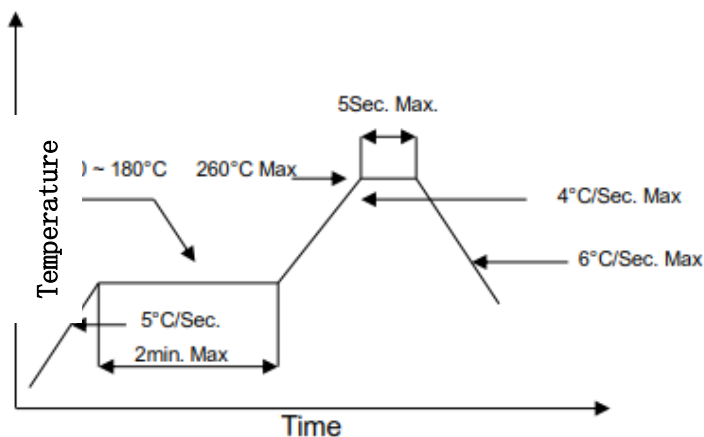 5Sec. Max.
~ 180°C
260°C Max
4°C/Sec. Max
6°C/Sec. Max
Temperature
5°C/Sec.
2min. Max
Time